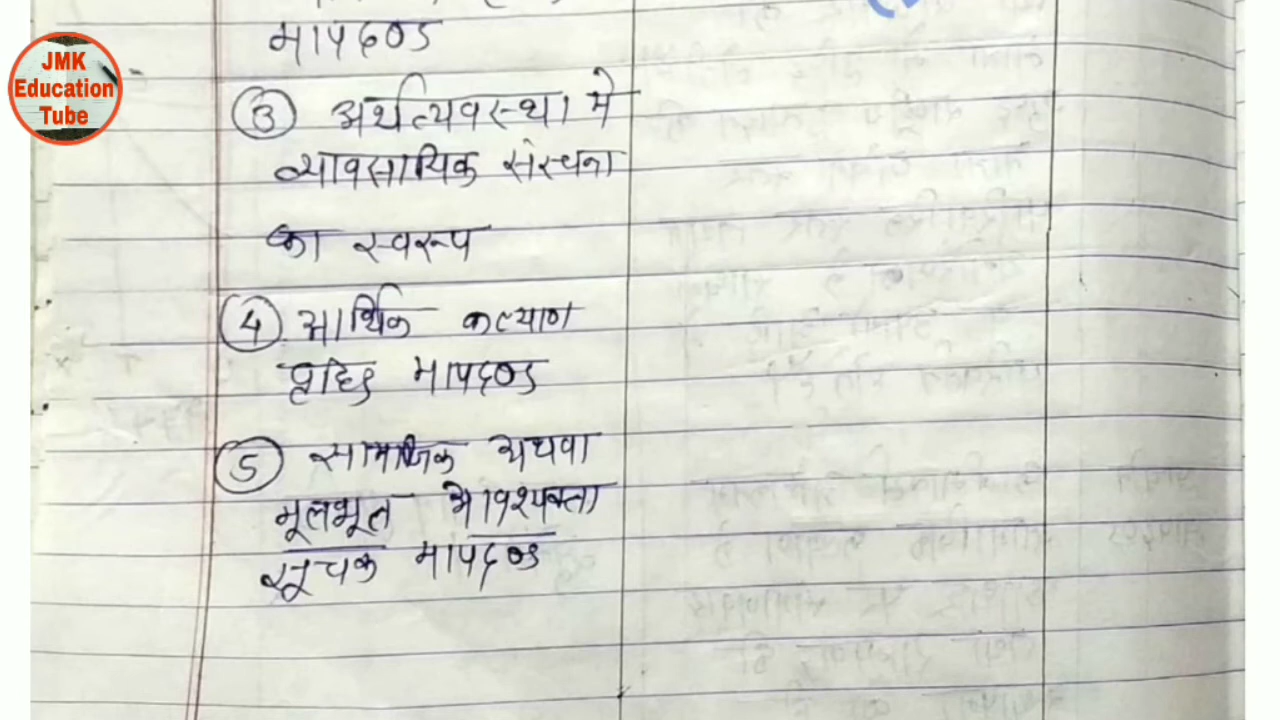 JMK
Education
Tube
मापदण्ड
③ अर्थव्यवस्था मे
व्यावसायिक संरचना
का स्वरूप
④ आर्थिक कल्याण
वृद्धि मापदण्ड
⑤ सामाजिक अथवा
मूलभूत आवश्यक्ता
सूचक मापदण्ड